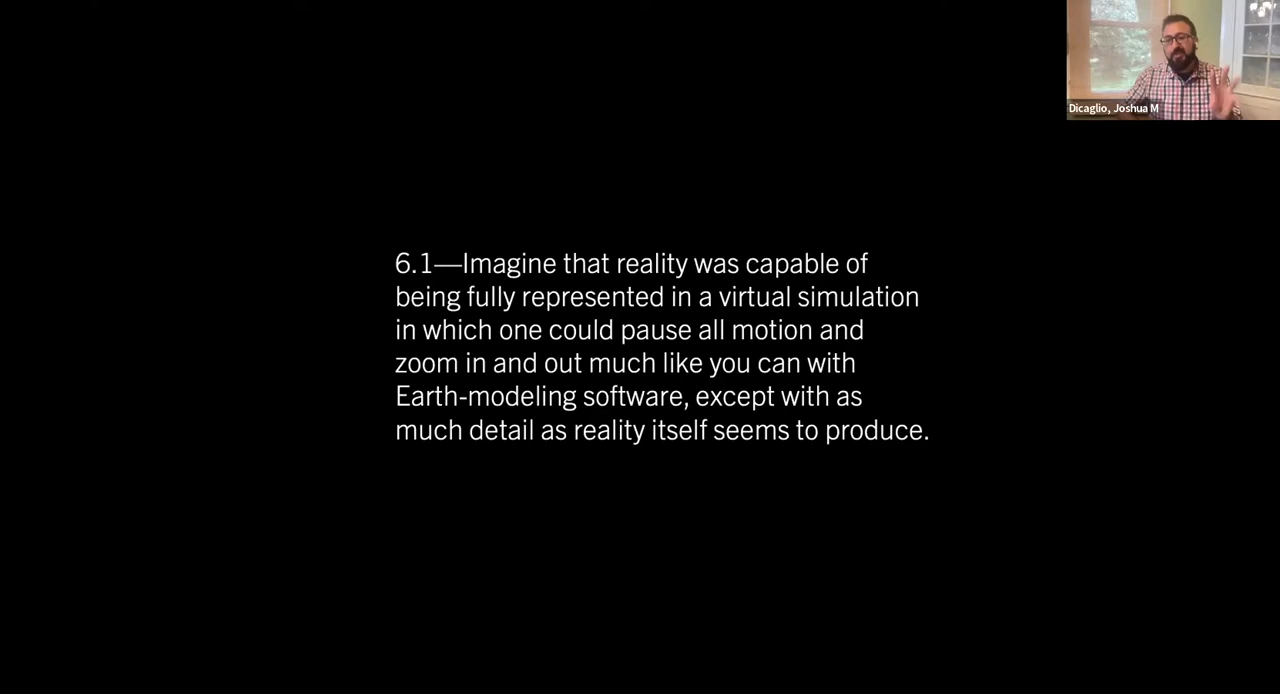 Dicaglio, Joshua M
6.1—Imagine that reality was capable of
being fully represented in a virtual simulation
in which one could pause all motion and
zoom in and out much like you can with
Earth-modeling software, except with as
much detail as reality itself seems to produce.